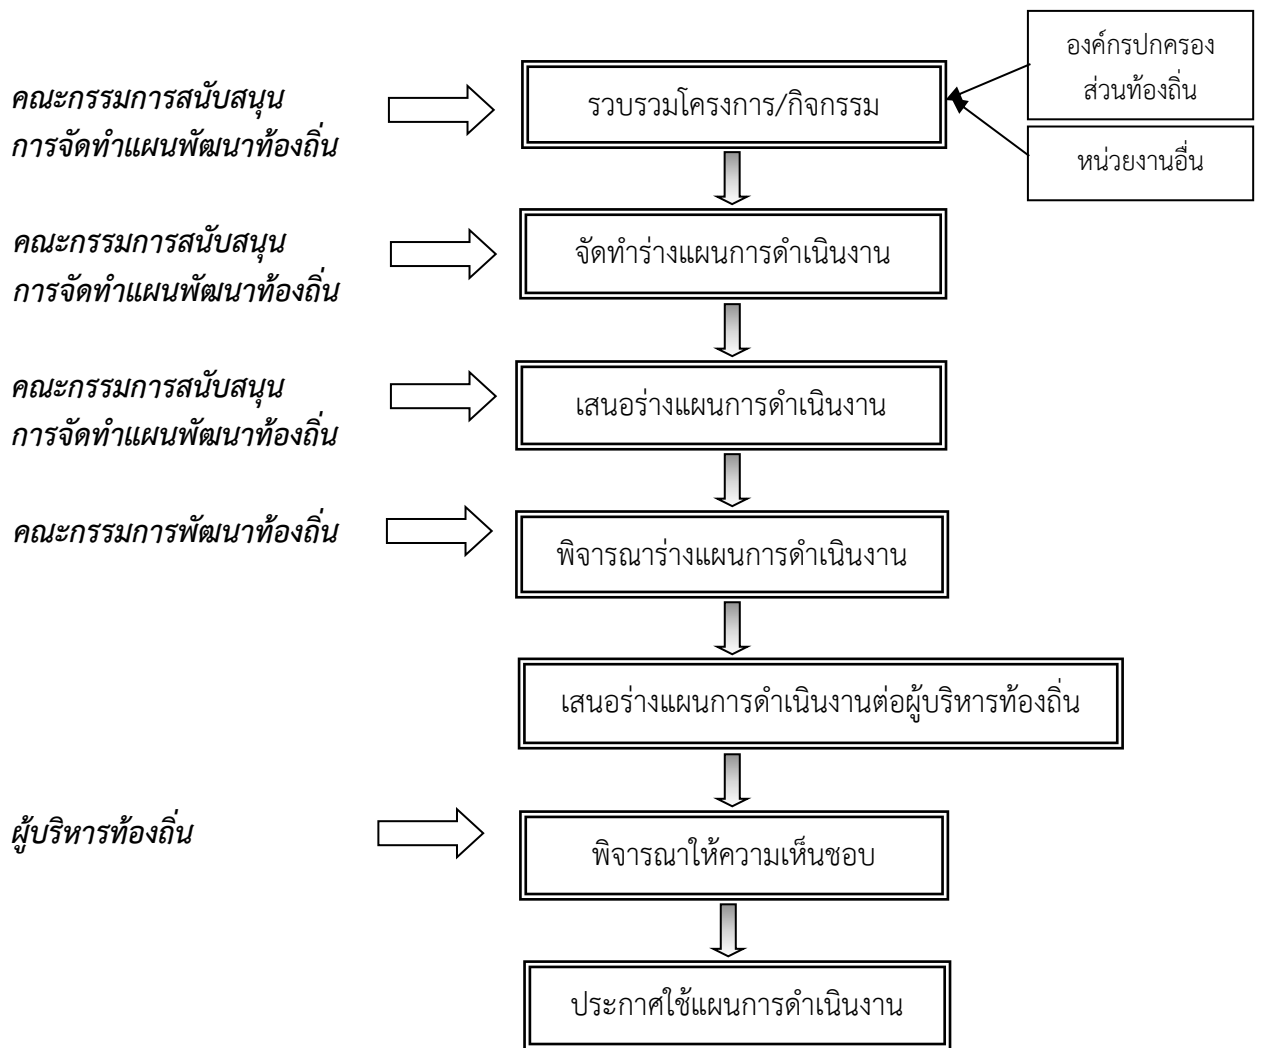 องค์กรปกครอง
ส่วนท้องถิ่น
คณะกรรมการสนับสนุน
การจัดทำแผนพัฒนาท้องถิ่น
รวบรวมโครงการ/กิจกรรม
หน่วยงานอื่น
คณะกรรมการสนับสนุน
การจัดทำแผนพัฒนาท้องถิ่น
จัดทำร่างแผนการดำเนินงาน
คณะกรรมการสนับสนุน
การจัดทำแผนพัฒนาท้องถิ่น
เสนอร่างแผนการดำเนินงาน
คณะกรรมการพัฒนาท้องถิ่น
พิจารณาร่างแผนการดำเนินงาน
เสนอร่างแผนการดำเนินงานต่อผู้บริหารท้องถิ่น
ผู้บริหารท้องถิ่น
พิจารณาให้ความเห็นชอบ
ประกาศใช้แผนการดำเนินงาน